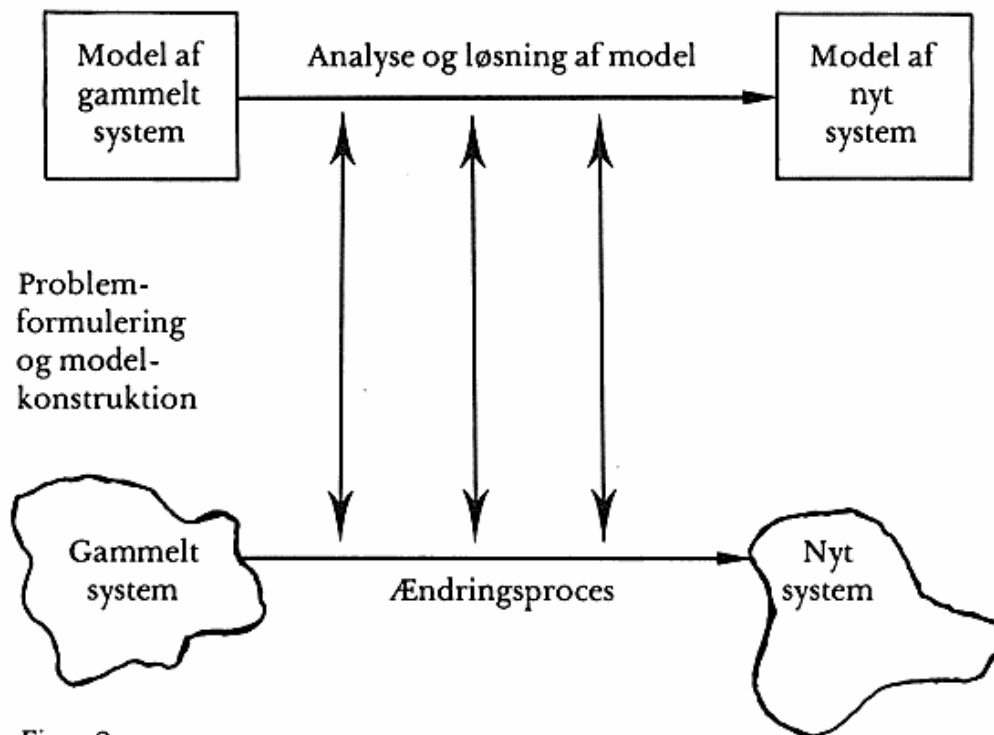 Model af
gammelt
system
Analyse og løsning af model
Model af
nyt
system
Problem-
formulering
og model-
konstruktion
Gammelt
system
Ændringsproces
Nyt
system